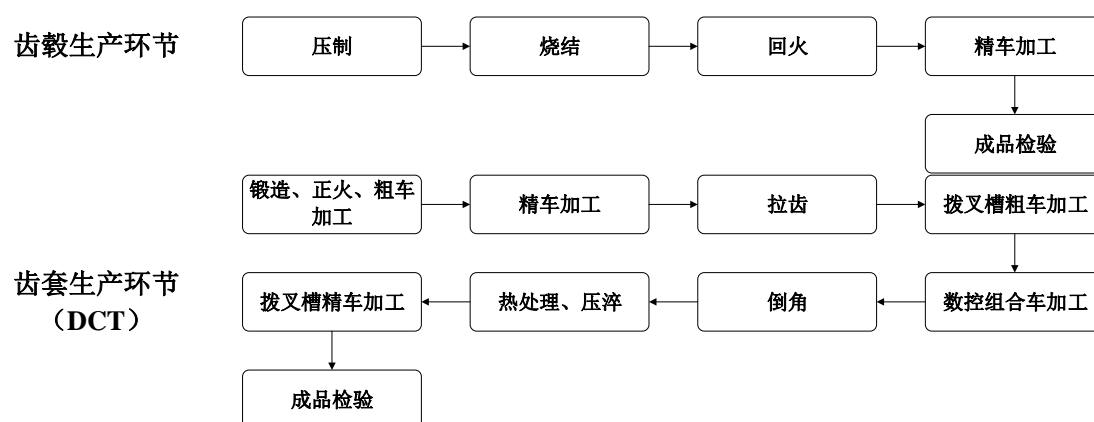 齿毂生产环节
压制
烧结
回火
精车加工
成品检验
锻造、正火、粗车
加工
精车加工
拉齿
拨叉槽粗车加工
齿套生产环节
（DCT）
拨叉槽精车加工
热处理、压淬
倒角
数控组合车加工
成品检验